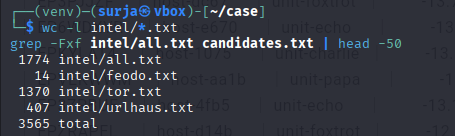 (venv)-(surja㉿vbox)-[~/case]
$ wc -l intel/*.txt
grep -Fxf intel/all.txt candidates.txt | head -50
1774 intel/all.txt
14 intel/feodo.txt
1370 intel/tor.txt
407 intel/urlhaus.txt
3565 total